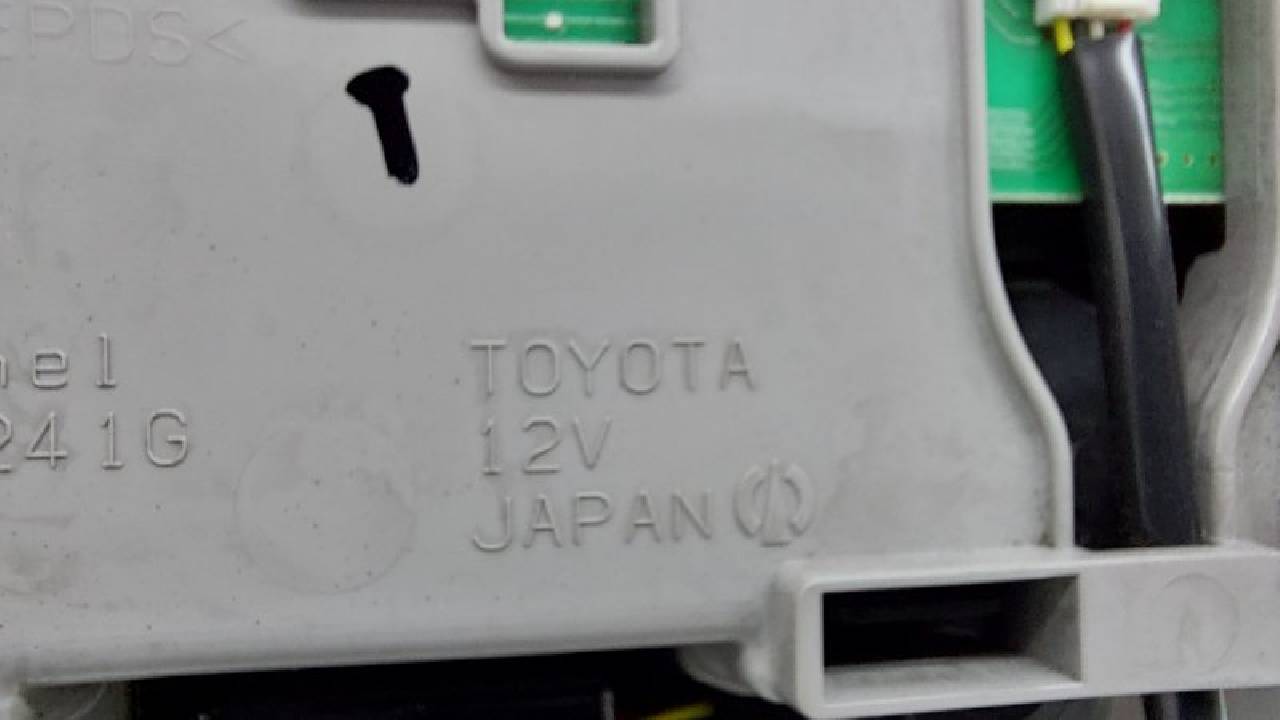 EPDS<
nel
241G
TOYOTA
12V
JAPAN